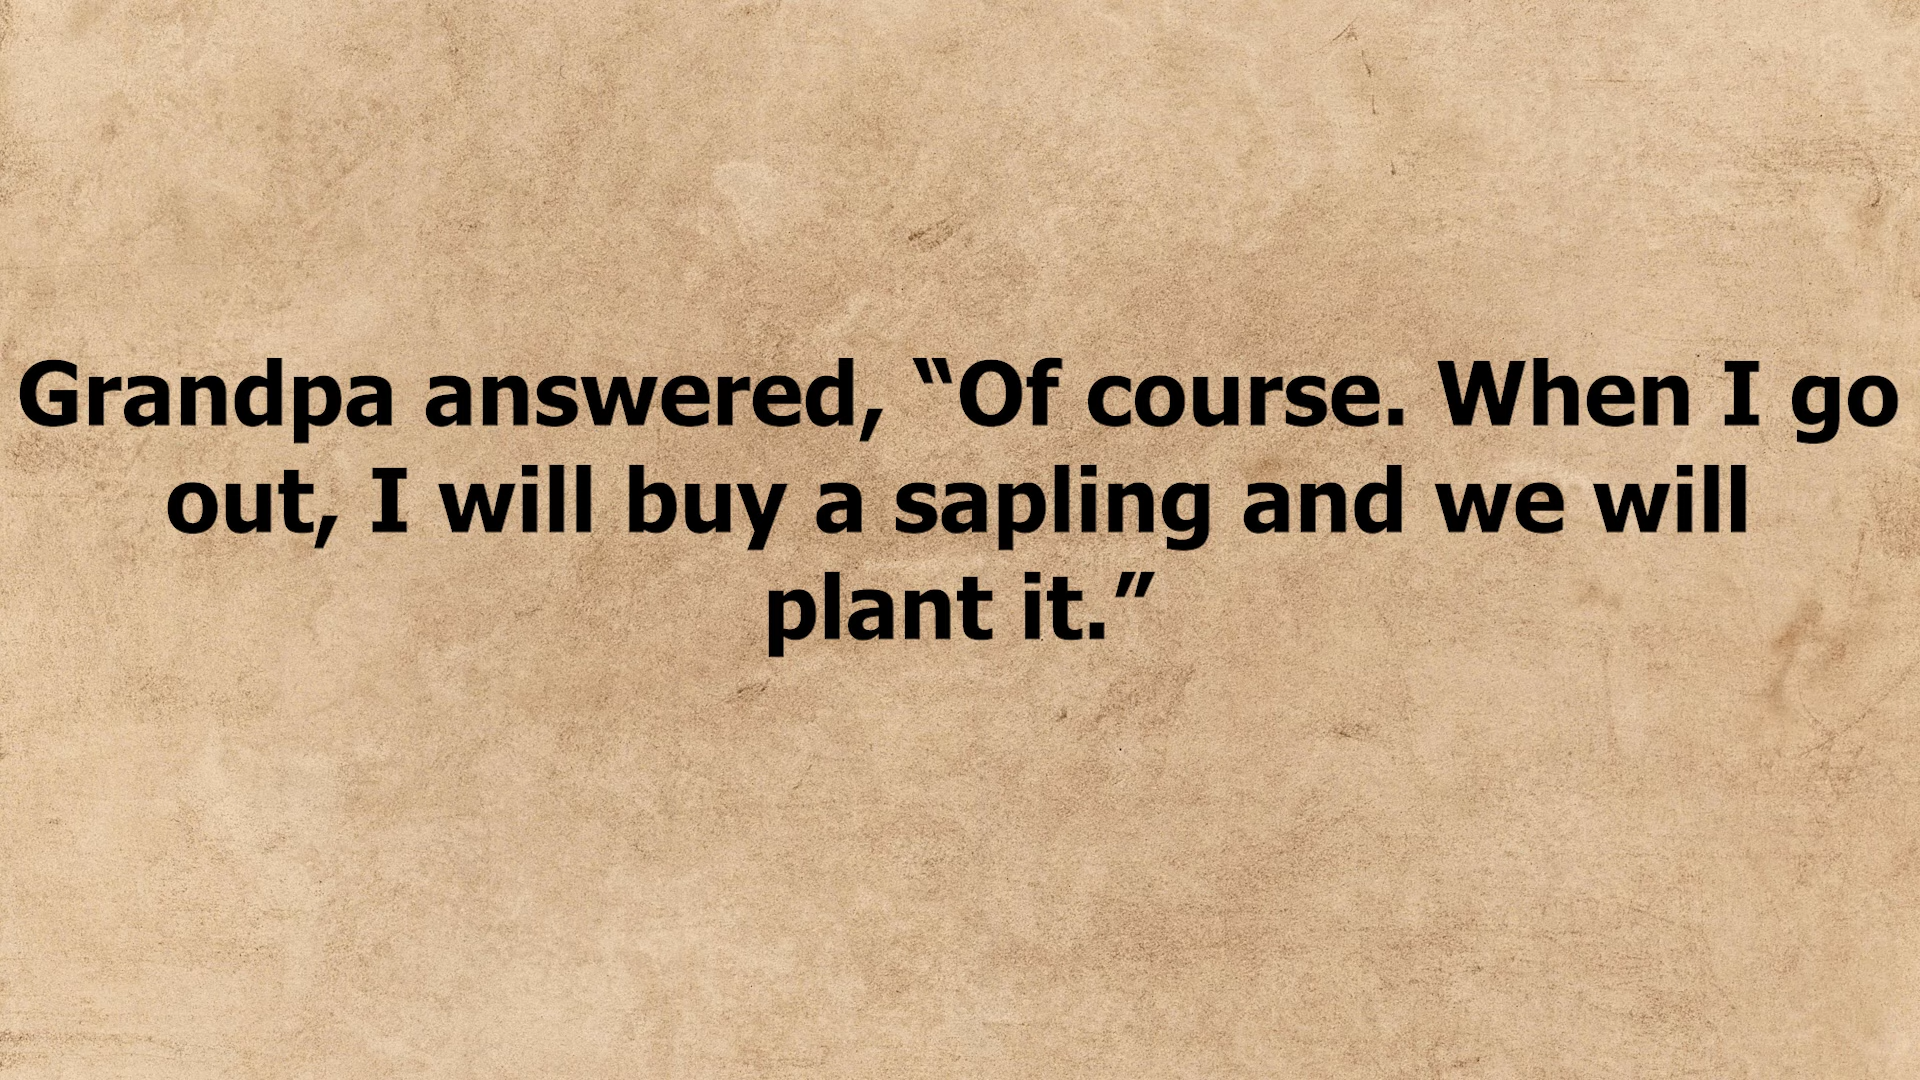 Grandpa answered, “Of course. When I go
out, I will buy a sapling and we will
plant it.”